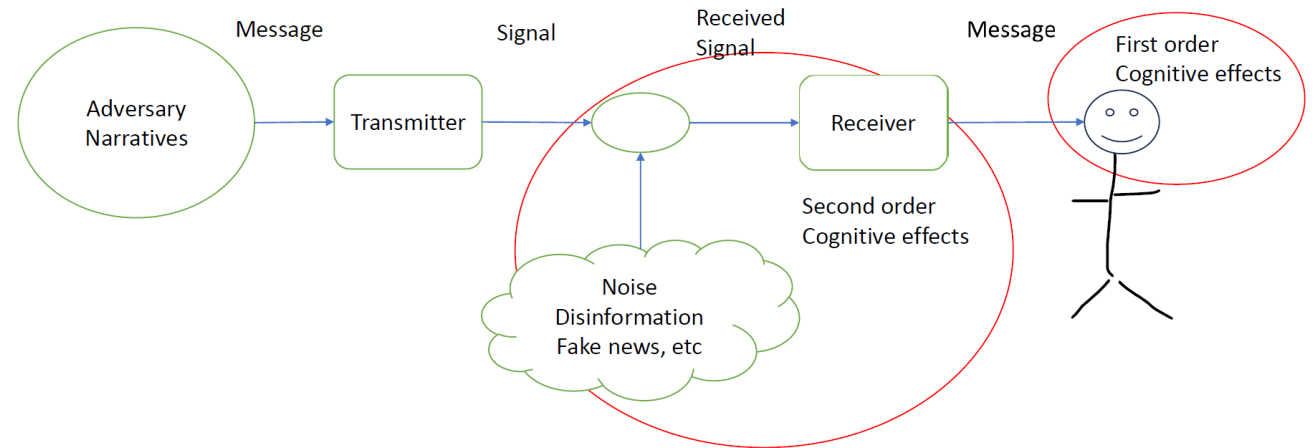 Message
Signal
Received
Signal
Message
First order
Cognitive effects
Adversary
Narratives
Transmitter
Receiver
Second order
Cognitive effects
Noise
Disinformation
Fake news, etc